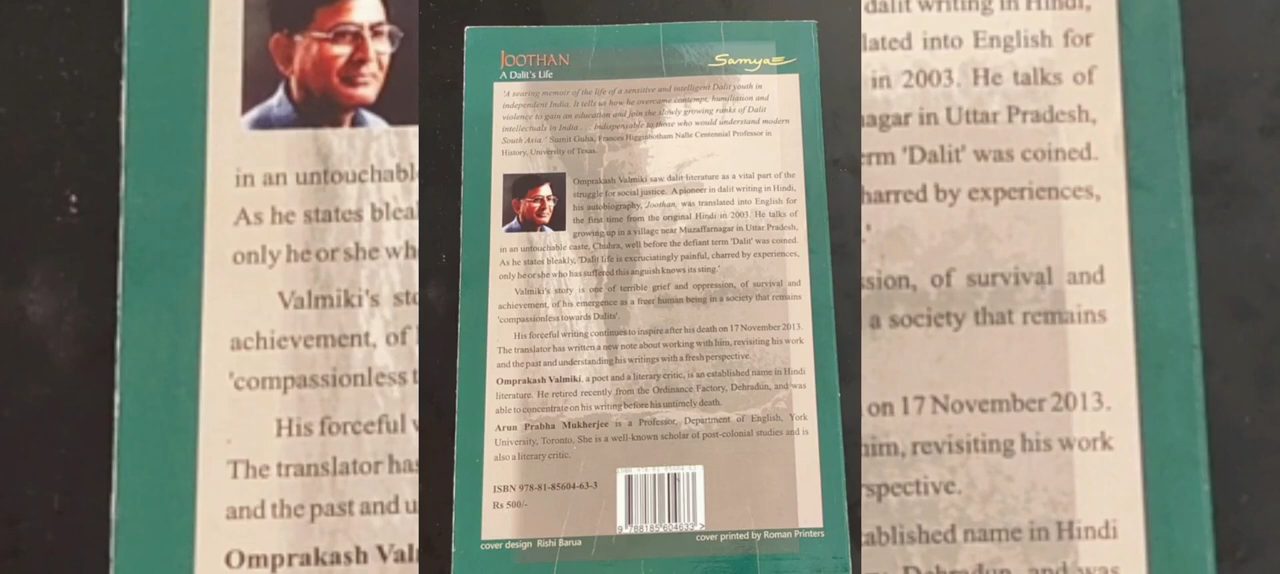 JOOTHAN
A Dalit's Life
Samya
'A searing memoir of the life of a sensitive and intelligent Dalit youth in
independent India. It tells us how he overcame contempt, humiliation and
violence to gain an education and join the slowly growing ranks of Dalit
intellectuals in India . . . Indispensable to those who would understand modern
South Asia.' Sumit Guha, Frances Higginbotham Nalle Centennial Professor in
History, University of Texas.
Omprakash Valmiki saw dalit literature as a vital part of the
struggle for social justice. A pioneer in dalit writing in Hindi,
his autobiography, Joothan, was translated into English for
the first time from the original Hindi in 2003. He talks of
growing up in a village near Muzaffarnagar in Uttar Pradesh,
in an untouchable caste, Chuhra, well before the defiant term 'Dalit' was coined.
As he states bleakly, 'Dalit life is excruciatingly painful, charred by experiences,
only he or she who has suffered this anguish knows its sting.'
Valmiki's story is one of terrible grief and oppression, of survival and
achievement, of his emergence as a freer human being in a society that remains
'compassionless towards Dalits'.
His forceful writing continues to inspire after his death on 17 November 2013.
The translator has written a new note about working with him, revisiting his work
and the past and understanding his writings with a fresh perspective.
Omprakash Valmiki, a poet and a literary critic, is an established name in Hindi
literature. He retired recently from the Ordinance Factory, Dehradun, and was
able to concentrate on his writing before his untimely death.
Arun Prabha Mukherjee is a Professor, Department of English, York
University, Toronto. She is a well-known scholar of post-colonial studies and is
also a literary critic.
ISBN 978-81-85604-63-3
Rs 500/-
9 788185 604633 >
cover design Rishi Barua
cover printed by Roman Printers
in an untouchabl
As he states blea
only he or she wh
Valmiki's sto
achievement, of
'compassionless t
His forceful
The translator has
and the past and u
Omprakash Val
dalit writing in Hindi,
lated into English for
in 2003. He talks of
nagar in Uttar Pradesh,
erm 'Dalit' was coined.
harred by experiences,
sion, of survival and
a society that remains
on 17 November 2013.
him, revisiting his work
spective.
ablished name in Hindi
Dehradun, and was